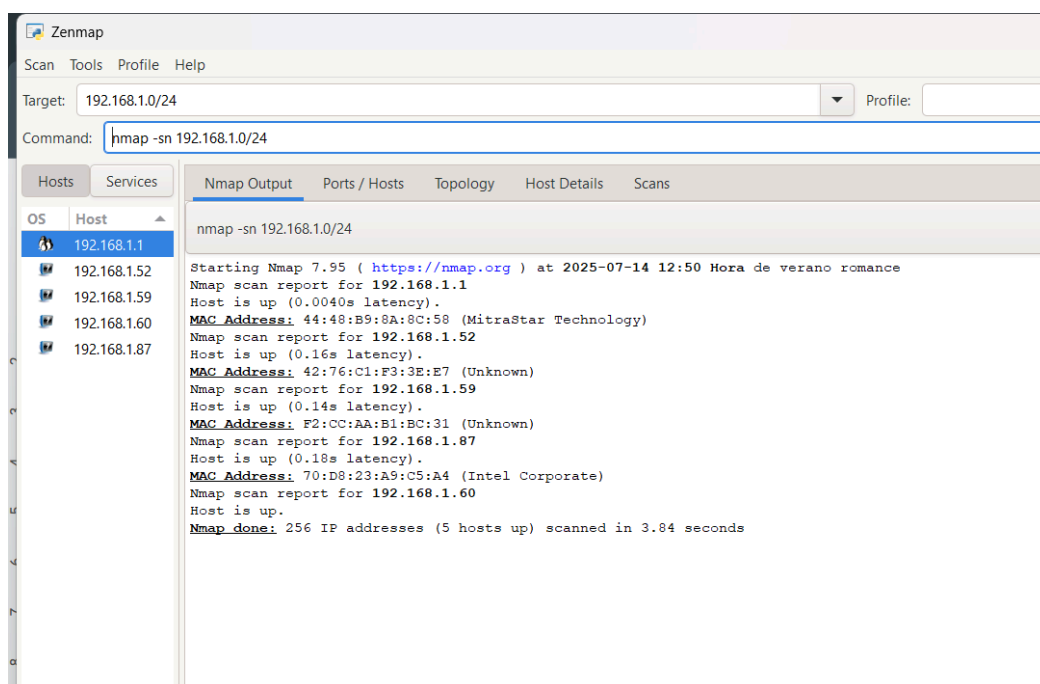 Zenmap
Scan Tools Profile Help
Target: 192.168.1.0/24 Profile:
Command: nmap -sn 192.168.1.0/24
Hosts Services
Nmap Output Ports / Hosts Topology Host Details Scans
OS Host
192.168.1.1
192.168.1.52
192.168.1.59
192.168.1.60
192.168.1.87
nmap -sn 192.168.1.0/24
Starting Nmap 7.95 ( https://nmap.org ) at 2025-07-14 12:50 Hora de verano romance
Nmap scan report for 192.168.1.1
Host is up (0.0040s latency).
MAC Address: 44:48:B9:8A:8C:58 (MitraStar Technology)
Nmap scan report for 192.168.1.52
Host is up (0.16s latency).
MAC Address: 42:76:C1:F3:3E:E7 (Unknown)
Nmap scan report for 192.168.1.59
Host is up (0.14s latency).
MAC Address: F2:CC:AA:B1:BC:31 (Unknown)
Nmap scan report for 192.168.1.87
Host is up (0.18s latency).
MAC Address: 70:D8:23:A9:C5:A4 (Intel Corporate)
Nmap scan report for 192.168.1.60
Host is up.
Nmap done: 256 IP addresses (5 hosts up) scanned in 3.84 seconds